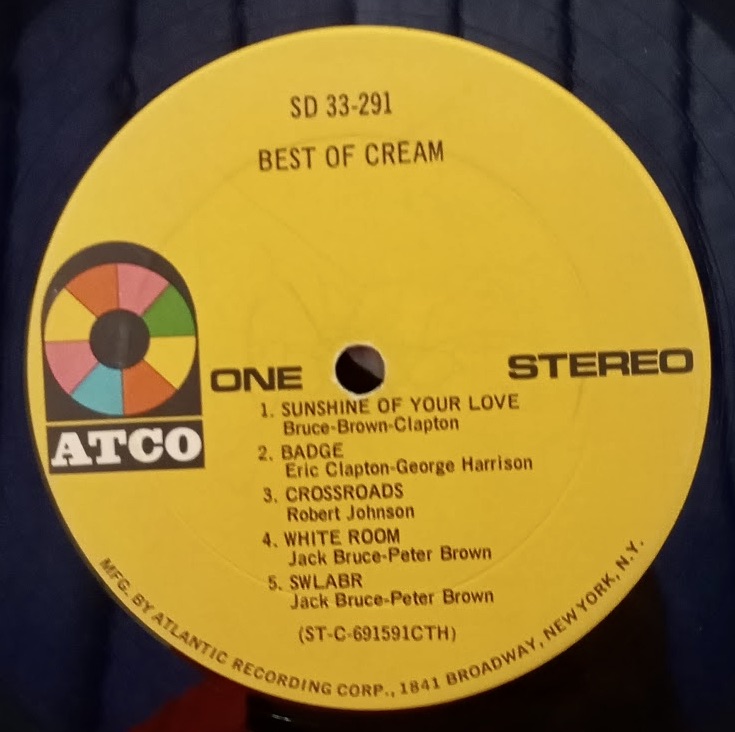 SD 33-291
BEST OF CREAM
ATCO
ONE
STEREO
1. SUNSHINE OF YOUR LOVE
Bruce-Brown-Clapton
2. BADGE
Eric Clapton-George Harrison
3. CROSSROADS
Robert Johnson
4. WHITE ROOM
Jack Bruce-Peter Brown
5. SWLABR
Jack Bruce-Peter Brown
(ST-C-691591CTH)
MFG. BY ATLANTIC RECORDING CORP., 1841 BROADWAY, NEW YORK, N.Y.